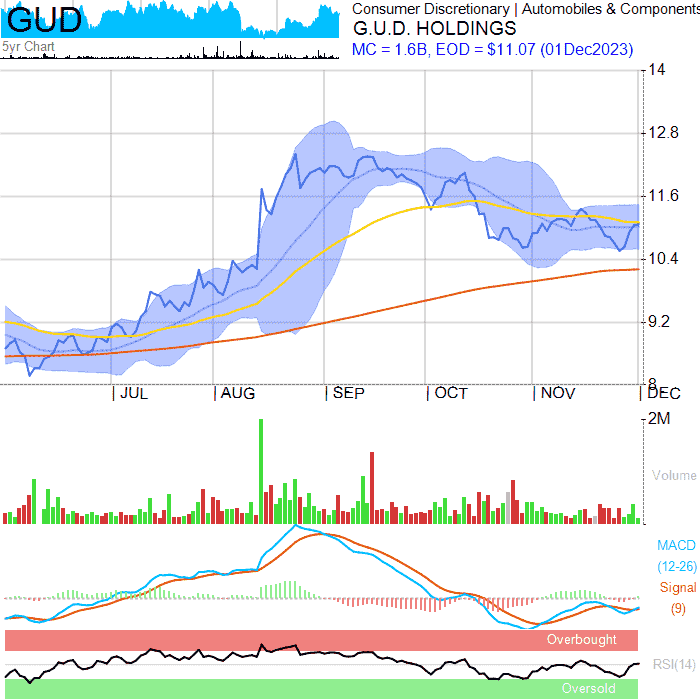 GUD
5yr Chart
Consumer Discretionary | Automobiles & Components
G.U.D. HOLDINGS
MC = 1.6B, EOD = $11.07 (01Dec2023)
14
12.8
11.6
10.4
9.2
8
JUL
AUG
SEP
OCT
NOV
DEC
2M
Volume
MACD
(12-26)
Signal
(9)
Overbought
RSI(14)
Oversold